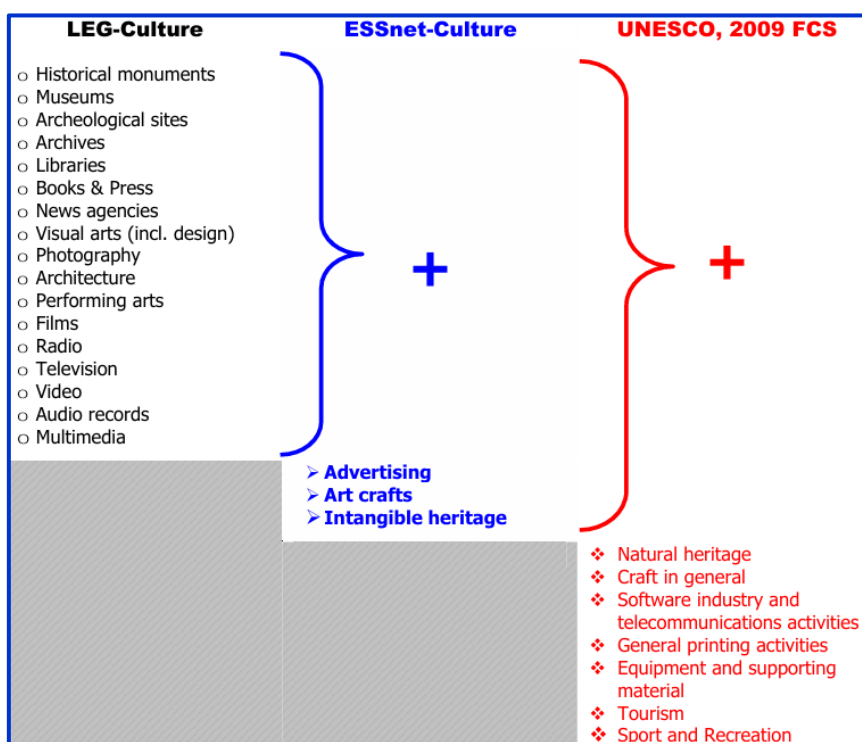 LEG-Culture
ESSnet-Culture
UNESCO, 2009 FCS
o Historical monuments
o Museums
o Archeological sites
o Archives
o Libraries
o Books & Press
o News agencies
o Visual arts (incl. design)
o Photography
o Architecture
o Performing arts
o Films
o Radio
o Television
o Video
o Audio records
o Multimedia
+
+
➢ Advertising
➢ Art crafts
➢ Intangible heritage
❖ Natural heritage
❖ Craft in general
❖ Software industry and
telecommunications activities
❖ General printing activities
❖ Equipment and supporting
material
❖ Tourism
❖ Sport and Recreation